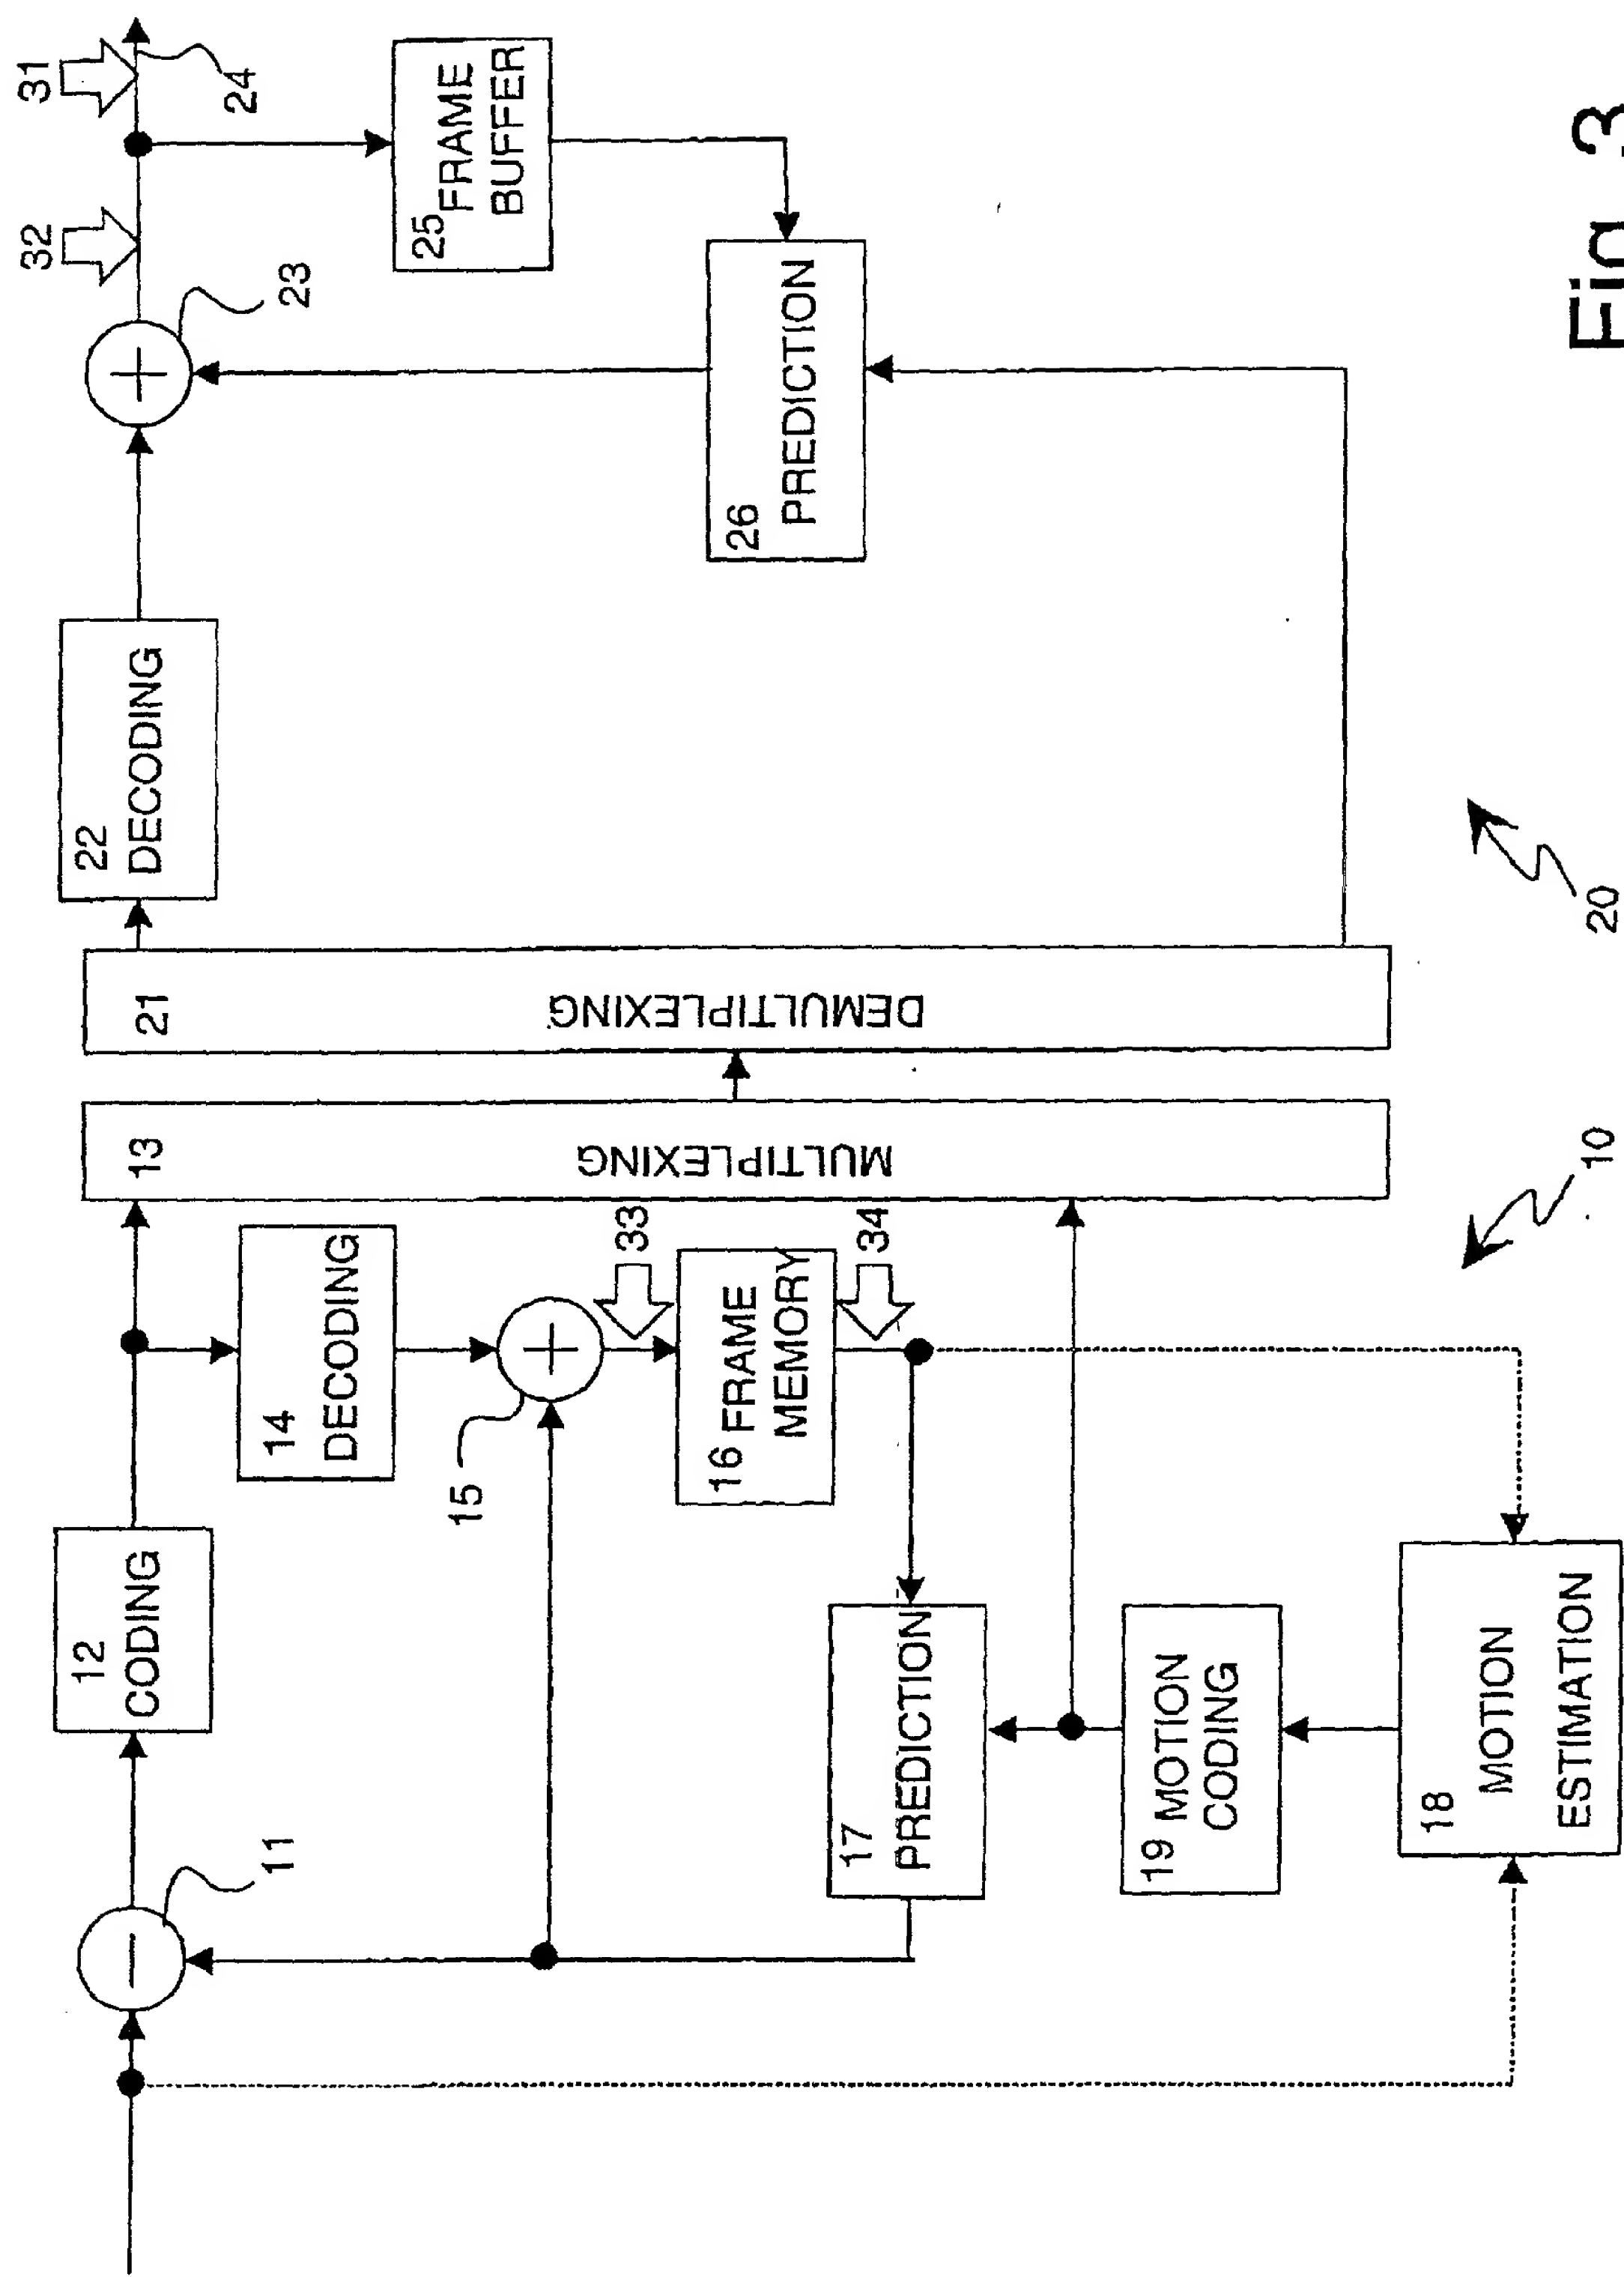 11
12
CODING
13
MULTIPLEXING
14
DECODING
15
33
16 FRAME
MEMORY
34
17
PREDICTION
19 MOTION
CODING
18
MOTION
ESTIMATION
10
21
DEMULTIPLEXING
22
DECODING
23
32
31
24
25 FRAME
BUFFER
26
PREDICTION
20
Fig. 3